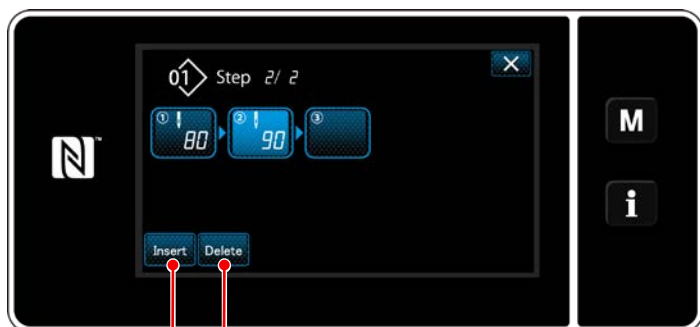 01 Step 2/ 2
① 80 ② 90 ③
M
i
Insert Delete